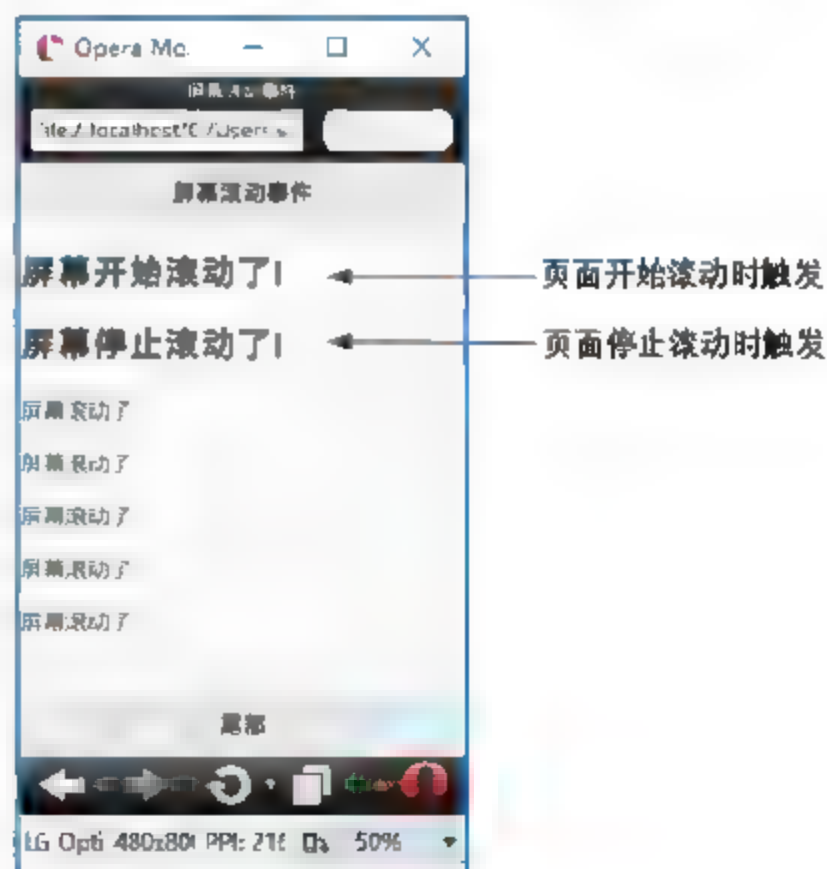 Opera Mo
屏幕滚动事件
屏幕开始滚动了!
页面开始滚动时触发
屏幕停止滚动了!
页面停止滚动时触发
屏幕滚动了
屏幕滚动了
屏幕滚动了
屏幕滚动了
屏幕滚动了
尾部
LG Opti 480x80 PPI: 216 50%